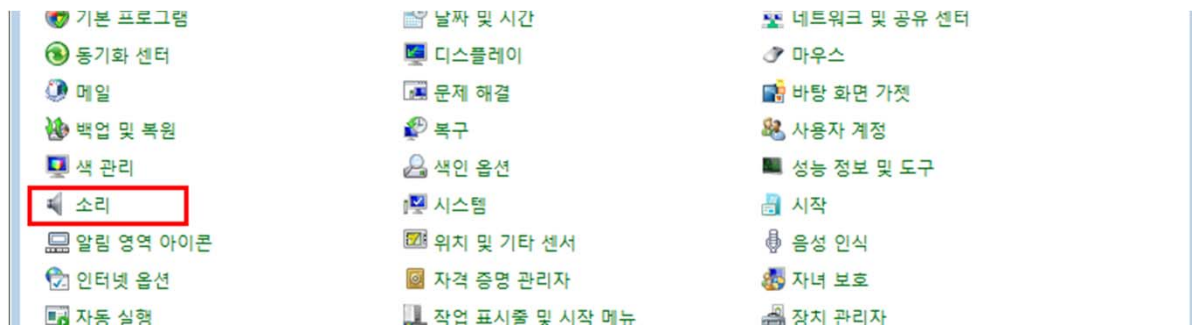 기본 프로그램 날짜 및 시간 네트워크 및 공유 센터
동기화 센터 디스플레이 마우스
메일 문제 해결 바탕 화면 가젯
백업 및 복원 복구 사용자 계정
색 관리 색인 옵션 성능 정보 및 도구
소리 시스템 시작
알림 영역 아이콘 위치 및 기타 센서 음성 인식
인터넷 옵션 자격 증명 관리자 자녀 보호
자동 실행 작업 표시줄 및 시작 메뉴 장치 관리자